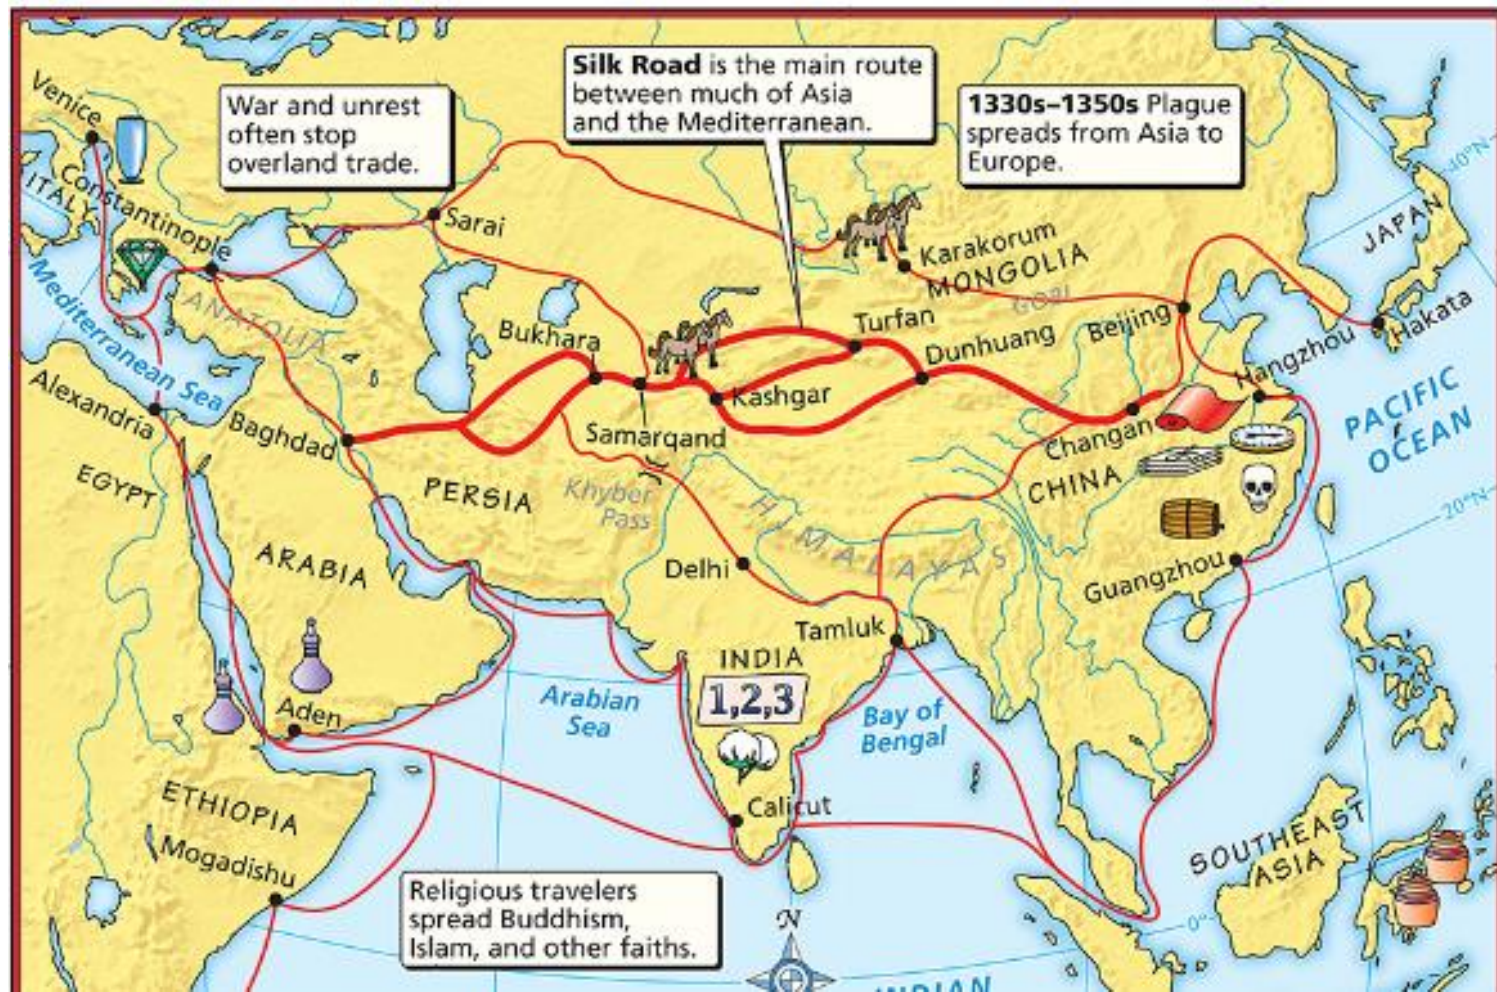 Venice
War and unrest
often stop
overland trade.
Silk Road is the main route
between much of Asia
and the Mediterranean.
1330s–1350s Plague
spreads from Asia to
Europe.
40°N
ITALY
Constantinople
Sarai
Karakorum
MONGOLIA
GOBI
JAPAN
Mediterranean Sea
ANATOLIA
Bukhara
Turfan
Dunhuang
Beijing
Hangzhou
Hakata
Alexandria
Baghdad
Samarqand
Kashgar
Changan
PACIFIC
OCEAN
EGYPT
PERSIA
Khyber
Pass
HIMALAYAS
CHINA
20°N
ARABIA
Delhi
Guangzhou
Tamluk
INDIA
1,2,3
Aden
Arabian
Sea
Bay of
Bengal
ETHIOPIA
Calicut
Mogadishu
SOUTHEAST
ASIA
Religious travelers
spread Buddhism,
Islam, and other faiths.
N
0°
INDIAN